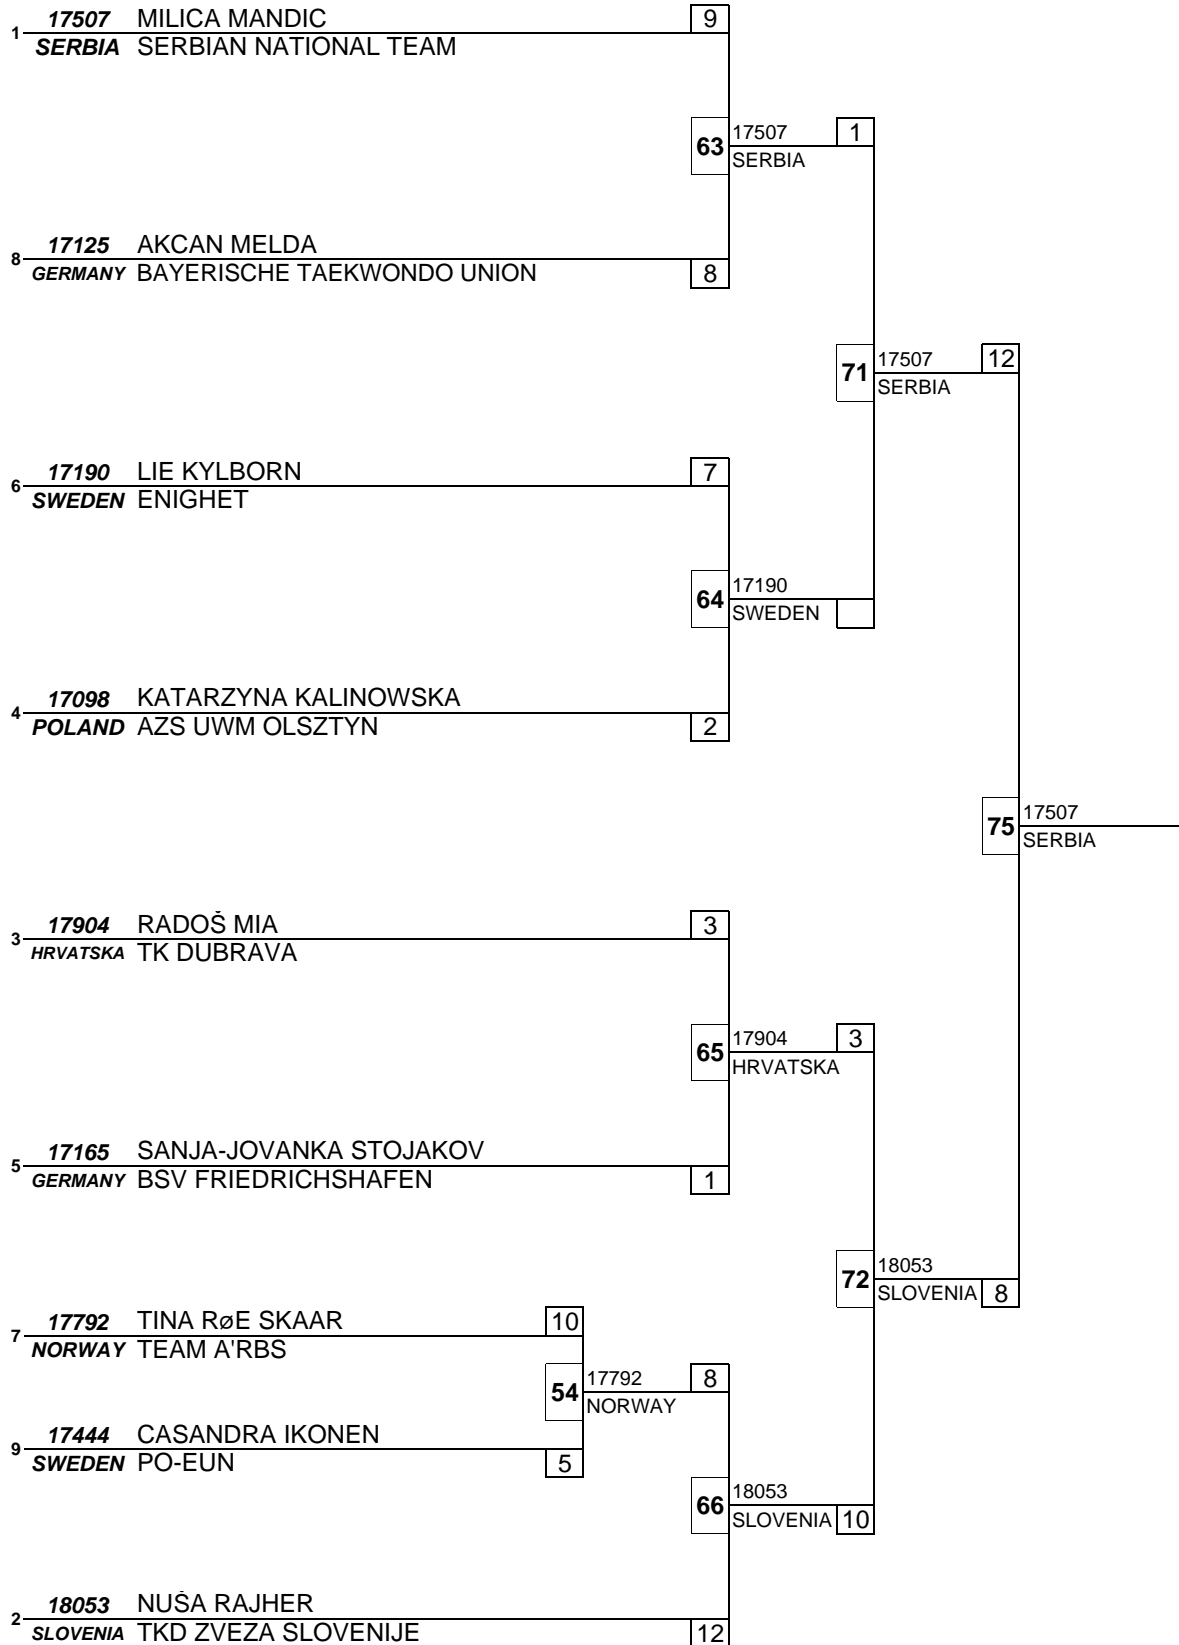 17507 MILICA MANDIC 9
1
SERBIA SERBIAN NATIONAL TEAM
17507 1
63
SERBIA
17125 AKCAN MELDA
8
GERMANY BAYERISCHE TAEKWONDO UNION 8
17507 12
71
SERBIA
17190 LIE KYLBORN 7
6
SWEDEN ENIGHET
17190
64
SWEDEN
17098 KATARZYNA KALINOWSKA
4
POLAND AZS UWM OLSZTYN 2
17507
75
SERBIA
17904 RADOŠ MIA 3
3
HRVATSKA TK DUBRAVA
17904 3
65
HRVATSKA
17165 SANJA-JOVANKA STOJAKOV
5
GERMANY BSV FRIEDRICHSHAFEN 1
18053
72
SLOVENIA 8
17792 TINA RøE SKAAR 10
7
NORWAY TEAM A'RBS
17792 8
54
NORWAY
17444 CASANDRA IKONEN
9
SWEDEN PO-EUN 5
18053
66
SLOVENIA 10
18053 NUŠA RAJHER
2
SLOVENIA TKD ZVEZA SLOVENIJE 12